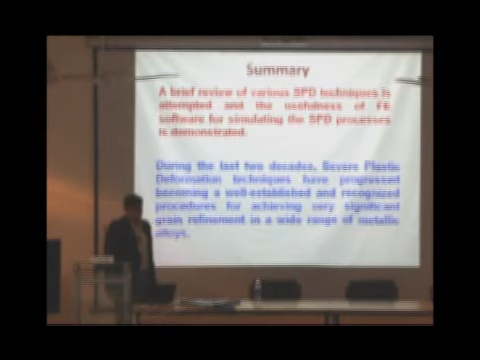 Summary
A brief review of various SPD techniques is
attempted and the usefulness of FE
software for simulating the SPD processes
is demonstrated.
During the last two decades, Severe Plastic
Deformation techniques have progressed
becoming a well-established and recognized
procedures for achieving very significant
grain refinement in a wide range of metallic
alloys.